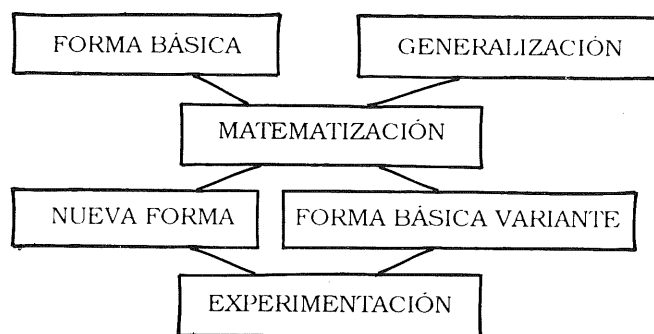 FORMA BÁSICA
GENERALIZACIÓN
MATEMATIZACIÓN
NUEVA FORMA
FORMA BÁSICA VARIANTE
EXPERIMENTACIÓN